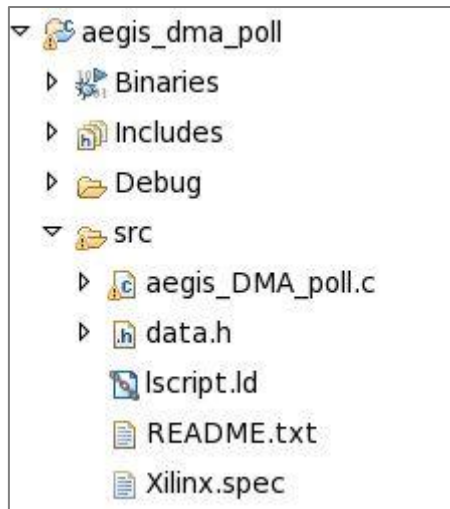 aegis_dma_poll
Binaries
Includes
Debug
src
aegis_DMA_poll.c
data.h
lscript.ld
README.txt
Xilinx.spec